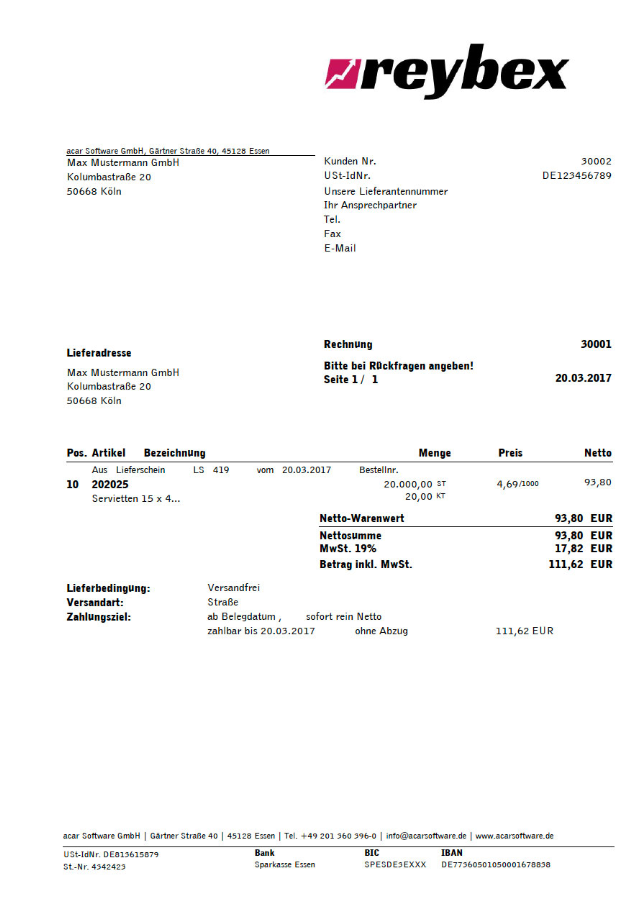 reybex
acar Software GmbH, Gärtner Straße 40, 45128 Essen
Max Mustermann GmbH
Kolumbastraße 20
50668 Köln
Kunden Nr. 30002
USt-IdNr. DE123456789
Unsere Lieferantennummer
Ihr Ansprechpartner
Tel.
Fax
E-Mail
Lieferadresse
Max Mustermann GmbH
Kolumbastraße 20
50668 Köln
Rechnung 30001
Bitte bei Rückfragen angeben!
Seite 1 / 1 20.03.2017
Pos. Artikel Bezeichnung Menge Preis Netto
Aus Lieferschein LS 419 vom 20.03.2017 Bestellnr.
10 202025 20.000,00 ST 4,69/1000 93,80
Servietten 15 x 4... 20,00 KT
Netto-Warenwert 93,80 EUR
Nettosumme 93,80 EUR
MwSt. 19% 17,82 EUR
Betrag inkl. MwSt. 111,62 EUR
Lieferbedingung: Versandfrei
Versandart: Straße
Zahlungsziel: ab Belegdatum , sofort rein Netto
zahlbar bis 20.03.2017 ohne Abzug 111,62 EUR
acar Software GmbH | Gärtner Straße 40 | 45128 Essen | Tel. +49 201 360 396-0 | info@acarsoftware.de | www.acarsoftware.de
USt-IdNr. DE813615879 Bank BIC IBAN
St.-Nr. 4342423 Sparkasse Essen SPESDE3EXXX DE77360501050001678838